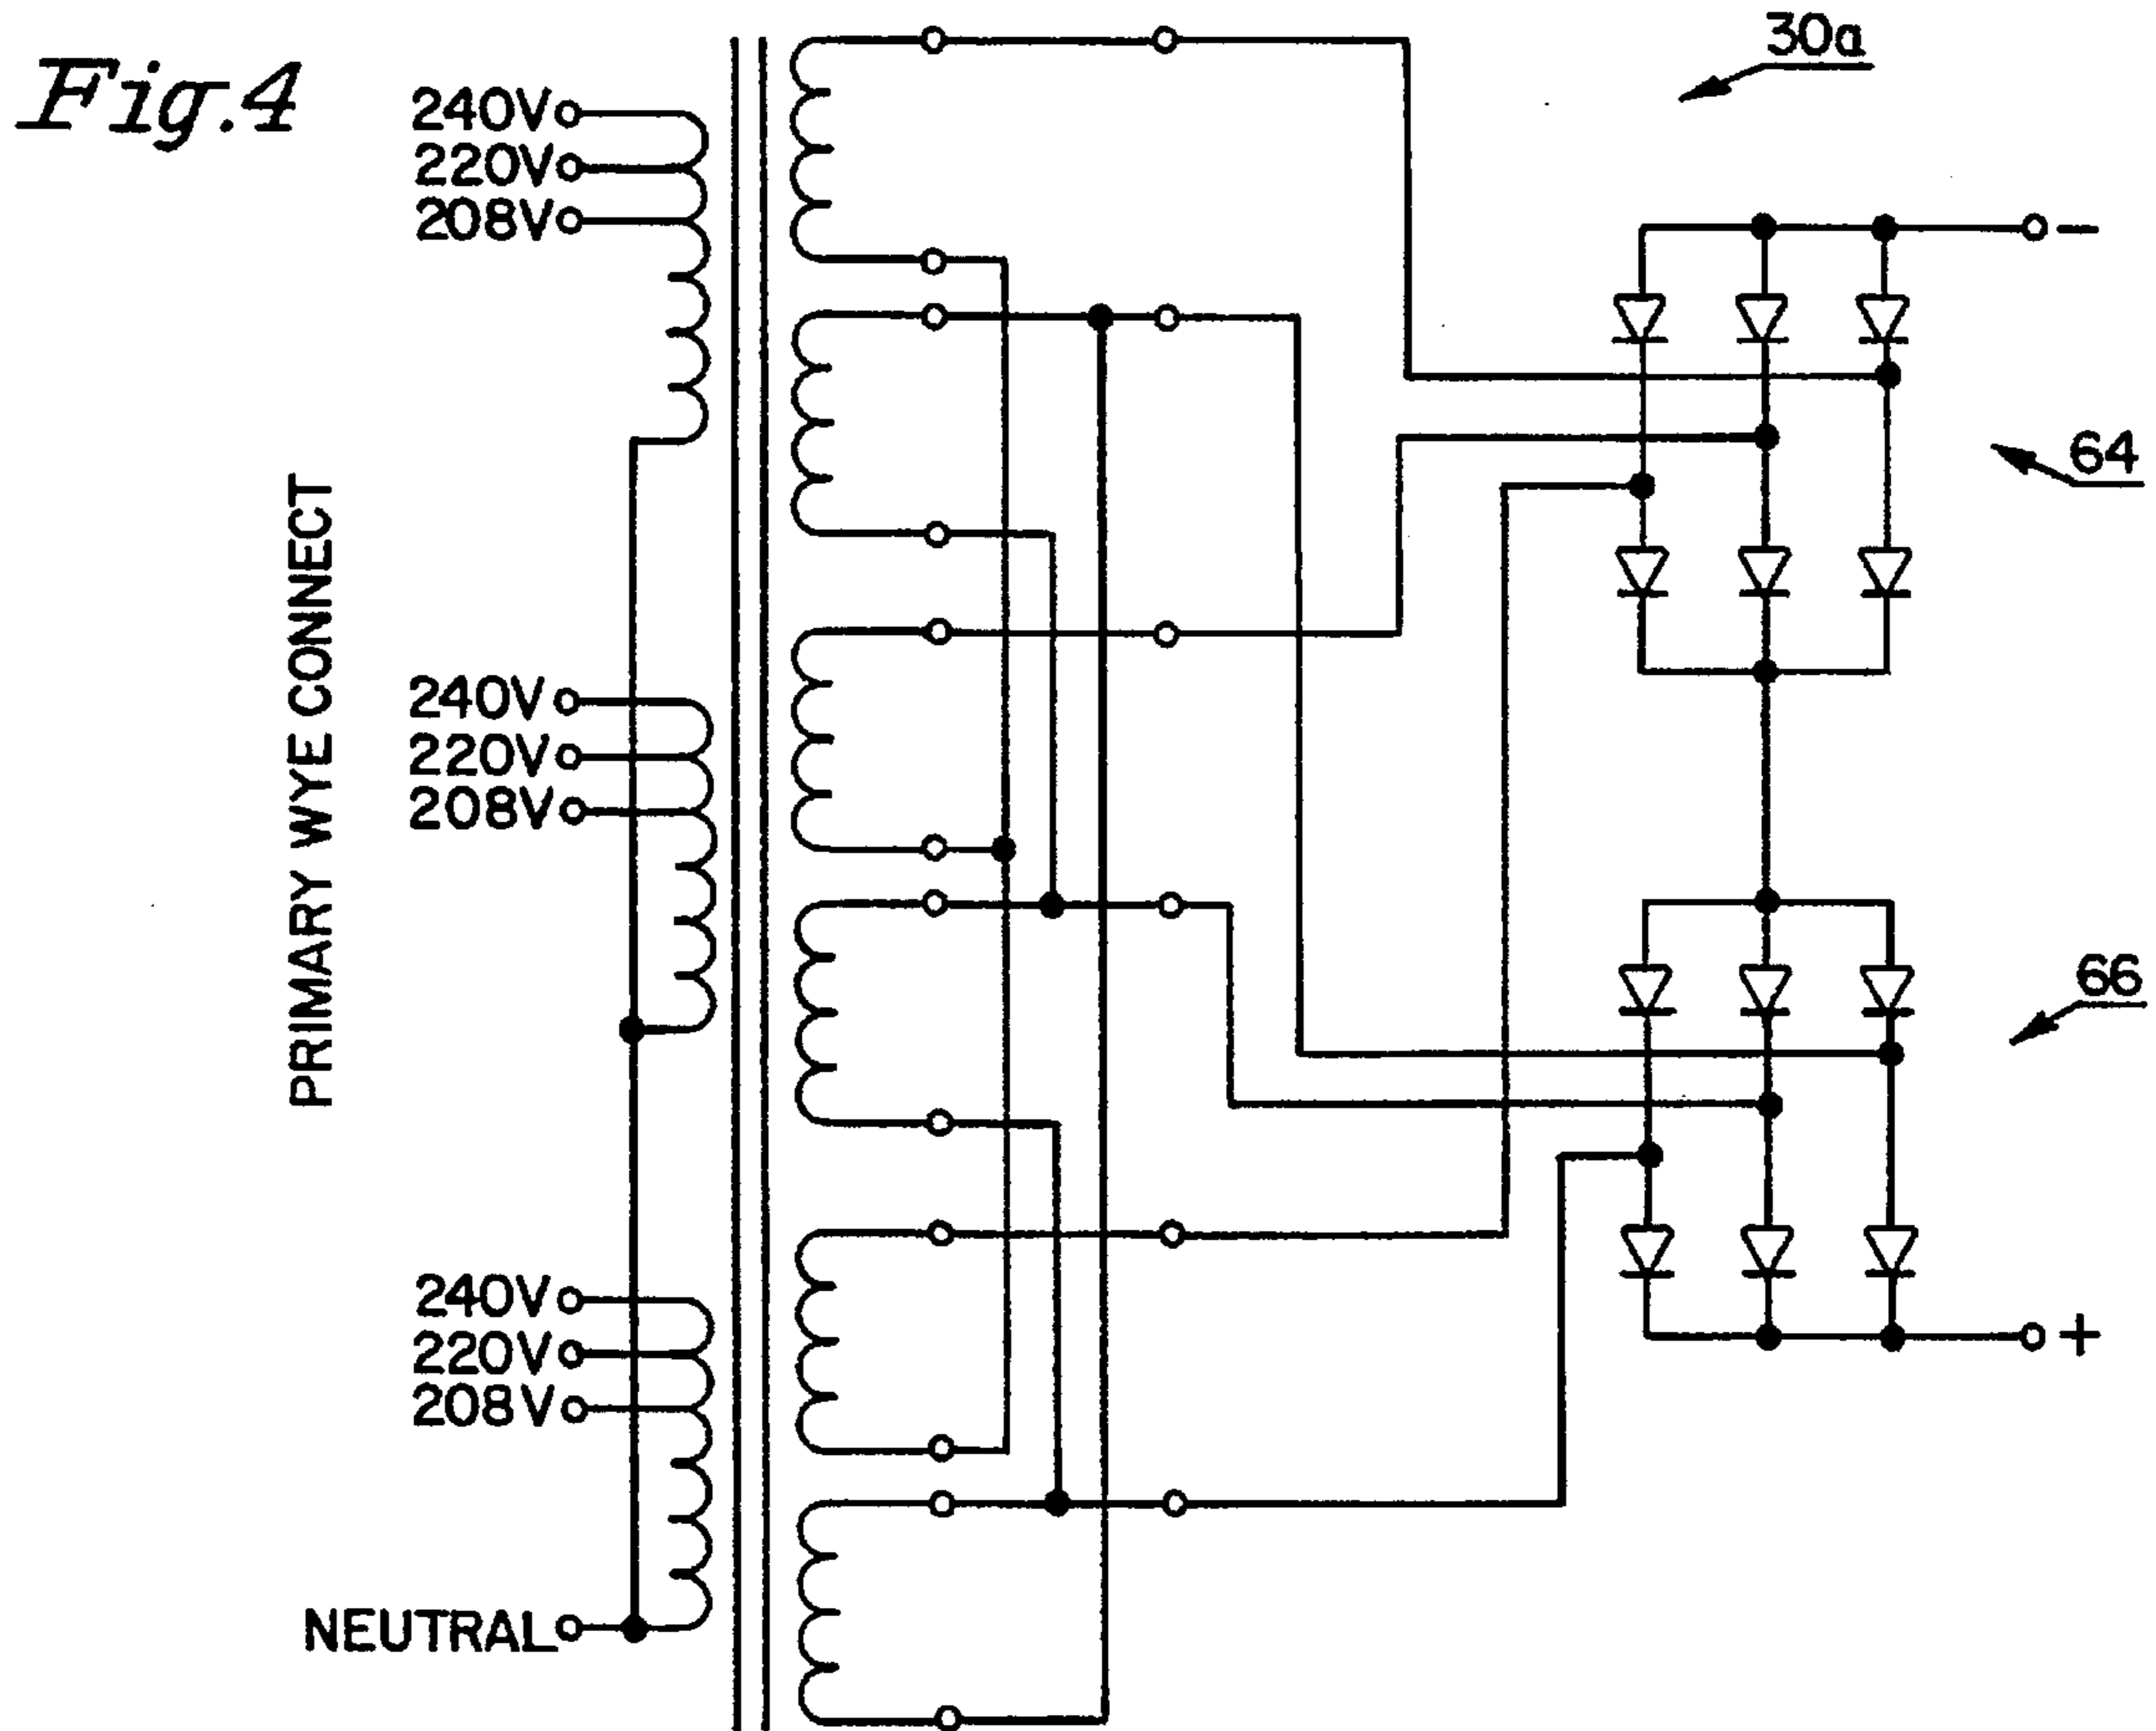 Fig.4
30a
240V
220V
208V
−
64
PRIMARY WYE CONNECT
240V
220V
208V
66
240V
220V
208V
+
NEUTRAL